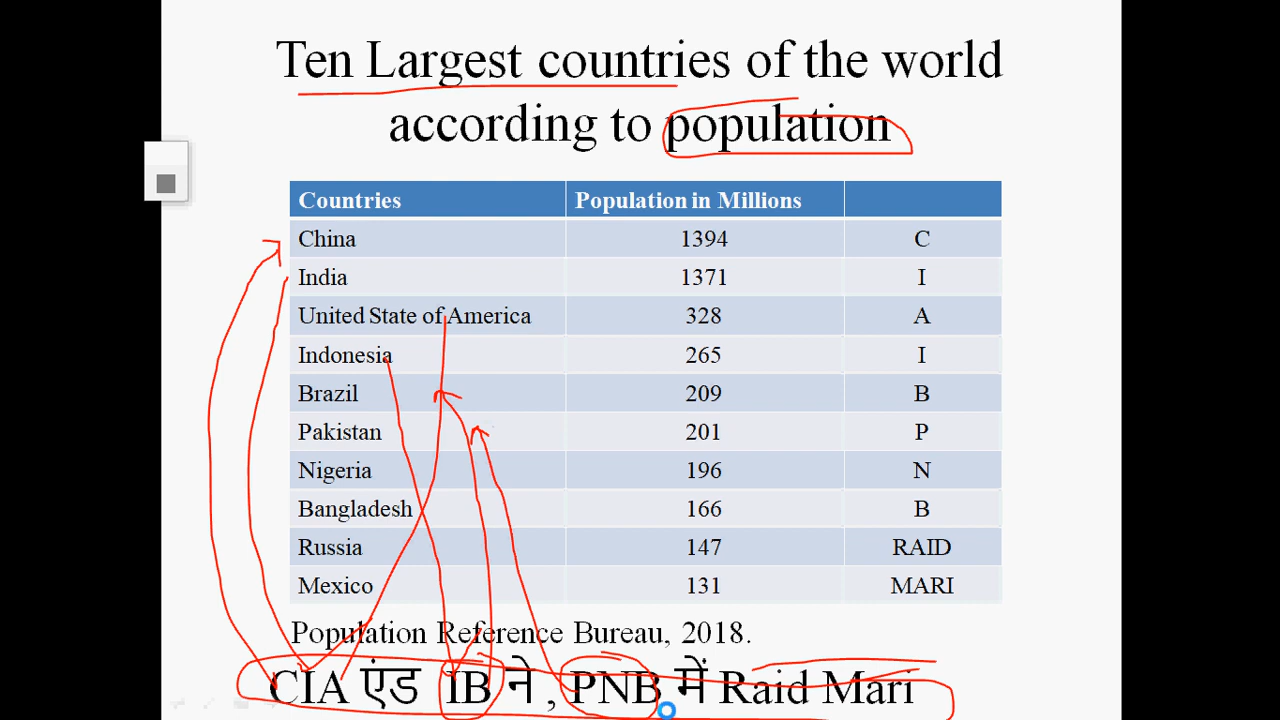 Ten Largest countries of the world
according to population
Countries Population in Millions
China 1394 C
India 1371 I
United State of America 328 A
Indonesia 265 I
Brazil 209 B
Pakistan 201 P
Nigeria 196 N
Bangladesh 166 B
Russia 147 RAID
Mexico 131 MARI
Population Reference Bureau, 2018.
CIA एंड IB ने , PNB में Raid Mari